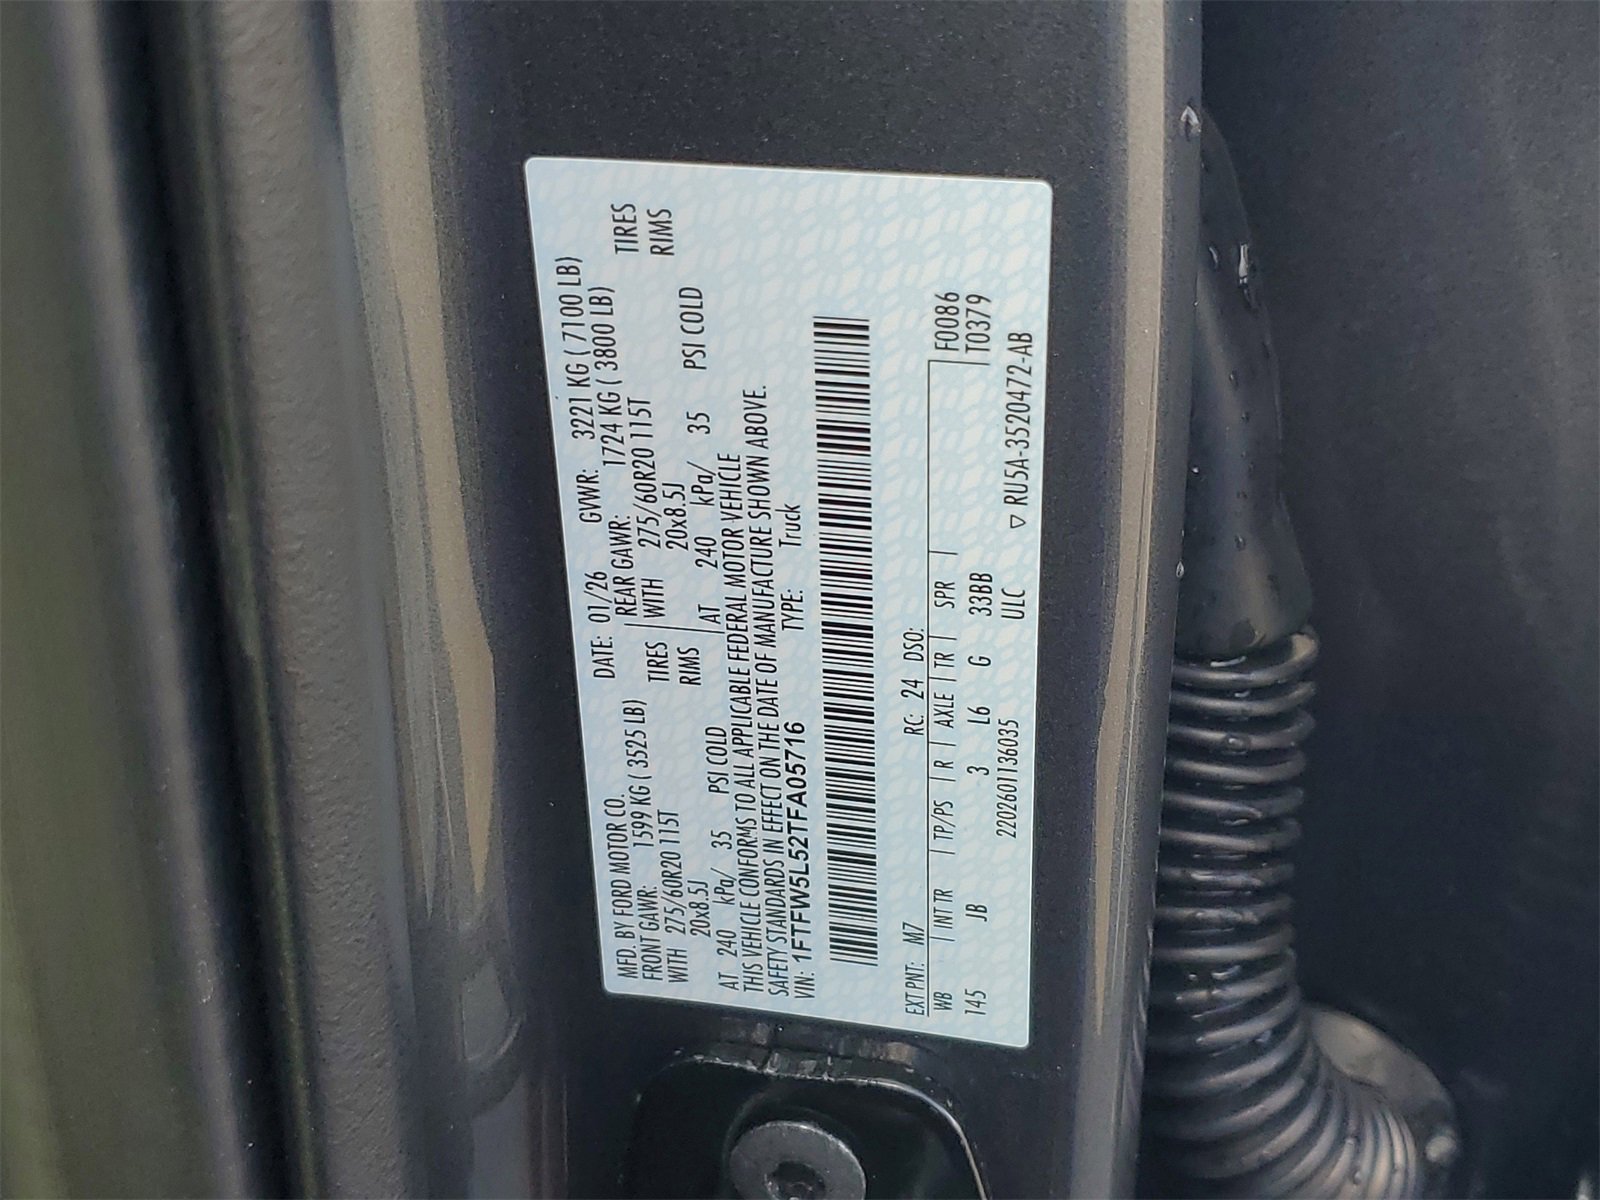 MFD. BY FORD MOTOR CO. DATE: 01/26 GVWR: 3221 KG ( 7100 LB)
FRONT GAWR: 1599 KG ( 3525 LB) REAR GAWR: 1724 KG ( 3800 LB)
WITH 275/60R20 115T TIRES WITH 275/60R20 115T TIRES
20x8.5J RIMS 20x8.5J RIMS
AT 240 kPa/ 35 PSI COLD AT 240 kPa/ 35 PSI COLD
THIS VEHICLE CONFORMS TO ALL APPLICABLE FEDERAL MOTOR VEHICLE
SAFETY STANDARDS IN EFFECT ON THE DATE OF MANUFACTURE SHOWN ABOVE.
VIN: 1FTFW5L52TFA05716 TYPE: Truck
EXT PNT: M7 RC: 24 DSO: F0086
WB INT TR TP/PS R AXLE TR SPR T0379
145 JB 3 L6 G 33BB
2202601136035 ULC ▽ RU5A-3520472-AB